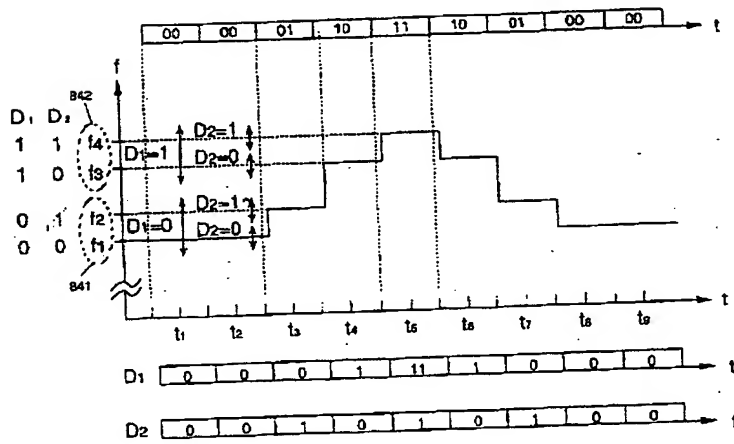 00 00 01 10 11 10 01 00 00 t
f
842
D1 D2
1 1 f4 D1=1 D2=1
1 0 f3 D2=0
0 1 f2 D1=0 D2=1
0 0 f1 D2=0
841
t
t1 t2 t3 t4 t5 t6 t7 t8 t9
D1 0 0 0 1 11 1 0 0 0 t
D2 0 0 1 0 1 0 1 0 0 t